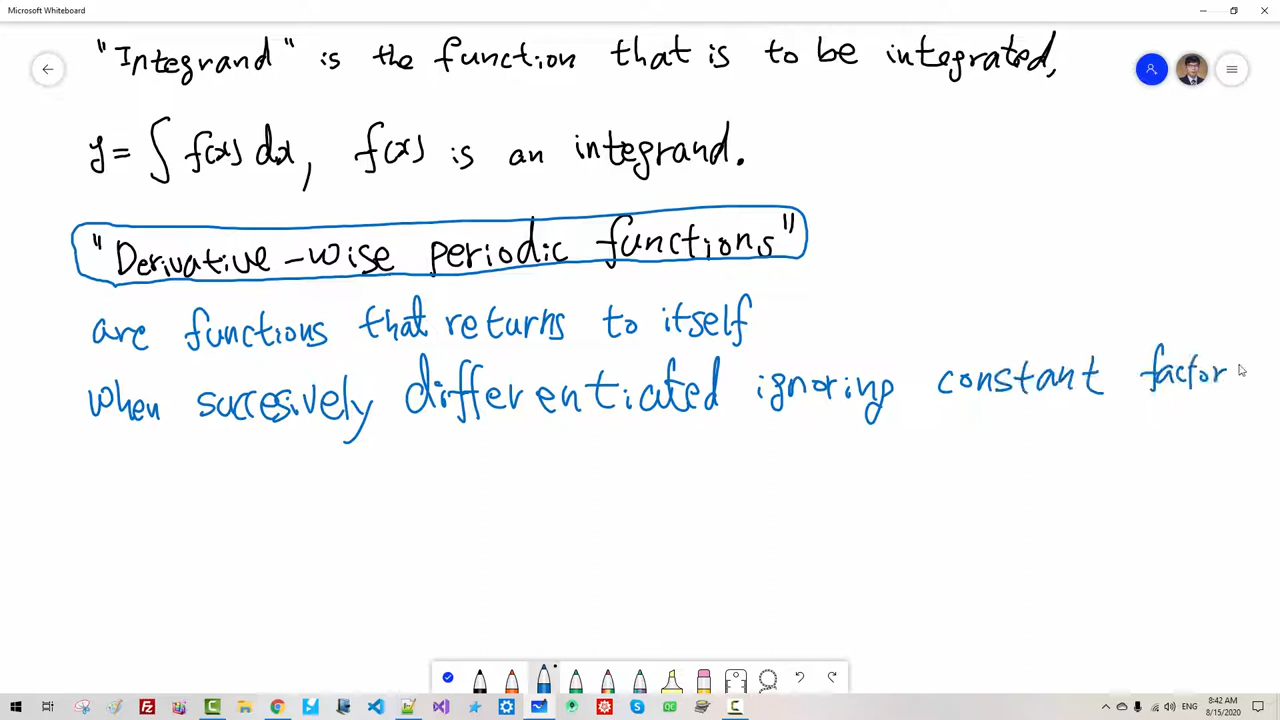 Microsoft Whiteboard
"Integrand" is the function that is to be integrated,
y = ∫ f(x) dx, f(x) is an integrand.
"Derivative-wise periodic functions"
are functions that returns to itself
when succesively differentiated ignoring constant factor
ENG
8:42 AM
8/15/2020